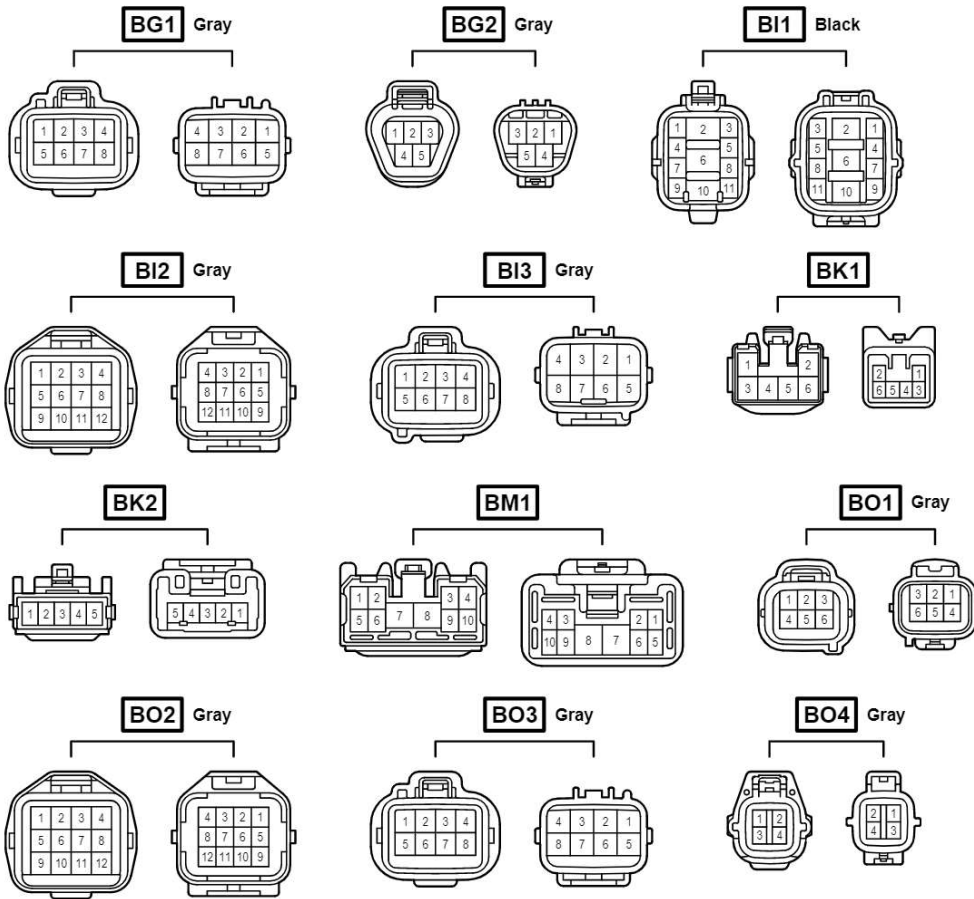 BG1 Gray
1 2 3 4
5 6 7 8
4 3 2 1
8 7 6 5
BG2 Gray
1 2 3
4 5
3 2 1
5 4
BI1 Black
1 2 3
4 5
6
7 8
9 10 11
3 2 1
5 4
6
8 7
11 10 9
BI2 Gray
1 2 3 4
5 6 7 8
9 10 11 12
4 3 2 1
8 7 6 5
12 11 10 9
BI3 Gray
1 2 3 4
5 6 7 8
4 3 2 1
8 7 6 5
BK1
1 2
3 4 5 6
2 1
6 5 4 3
BK2
1 2 3 4 5
5 4 3 2 1
BM1
1 2 3 4
5 6 7 8 9 10
4 3 2 1
10 9 8 7 6 5
BO1 Gray
1 2 3
4 5 6
3 2 1
6 5 4
BO2 Gray
1 2 3 4
5 6 7 8
9 10 11 12
4 3 2 1
8 7 6 5
12 11 10 9
BO3 Gray
1 2 3 4
5 6 7 8
4 3 2 1
8 7 6 5
BO4 Gray
1 2
3 4
2 1
4 3